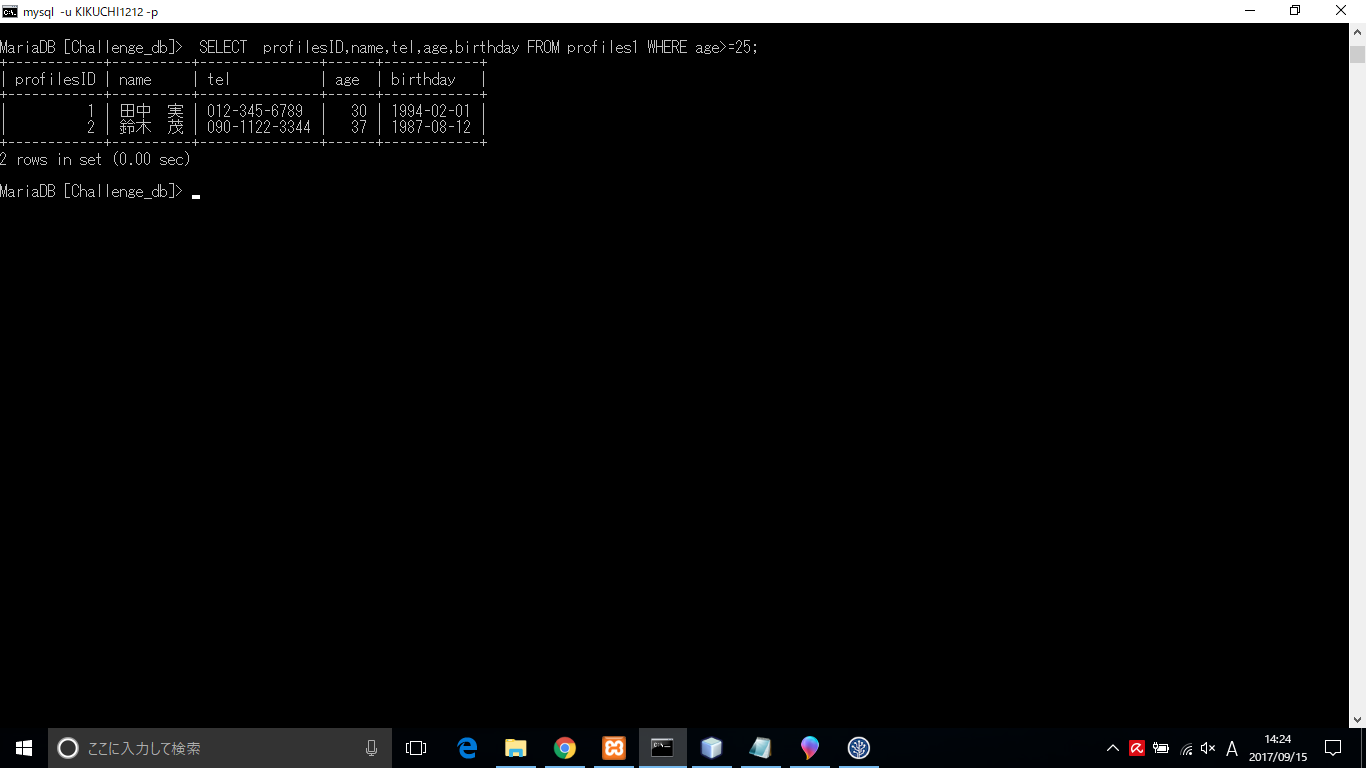 mysql -u KIKUCHI1212 -p
MariaDB [Challenge_db]>  SELECT  profilesID,name,tel,age,birthday FROM profiles1 WHERE age>=25;
+------------+----------+---------------+------+------------+
| profilesID | name     | tel           | age  | birthday   |
+------------+----------+---------------+------+------------+
|          1 | 田中　実 | 012-345-6789  |   30 | 1994-02-01 |
|          2 | 鈴木　茂 | 090-1122-3344 |   37 | 1987-08-12 |
+------------+----------+---------------+------+------------+
2 rows in set (0.00 sec)
MariaDB [Challenge_db]>
ここに入力して検索
A
14:24
2017/09/15